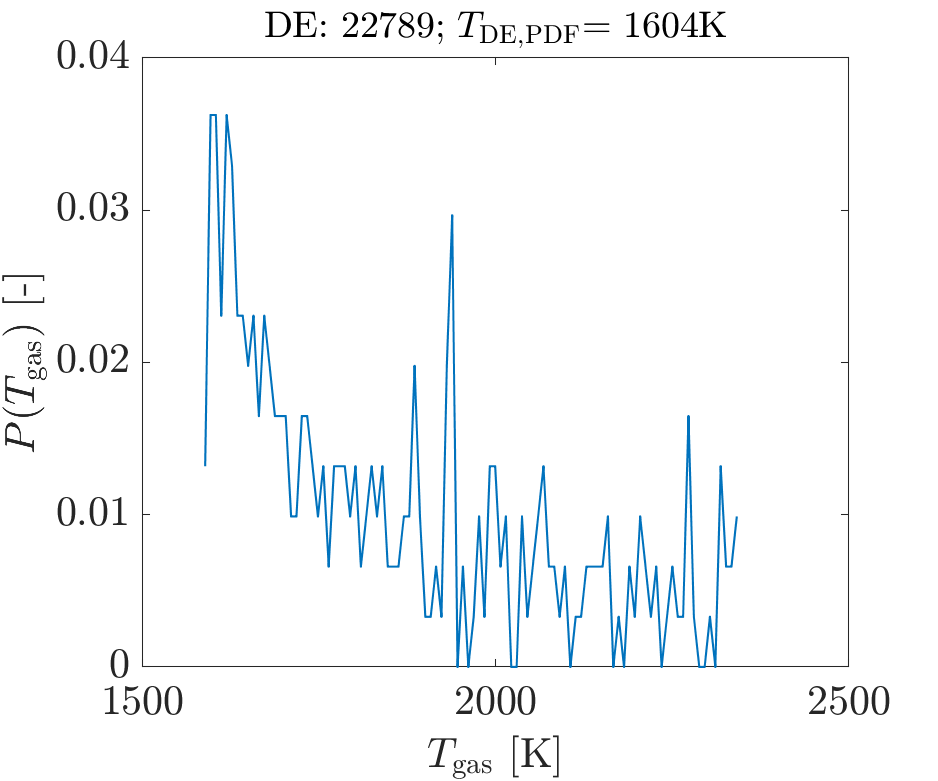 DE: 22789; T_DE,PDF= 1604K
0.04
0.03
0.02
0.01
0
1500 2000 2500
P(T_gas) [-]
T_gas [K]